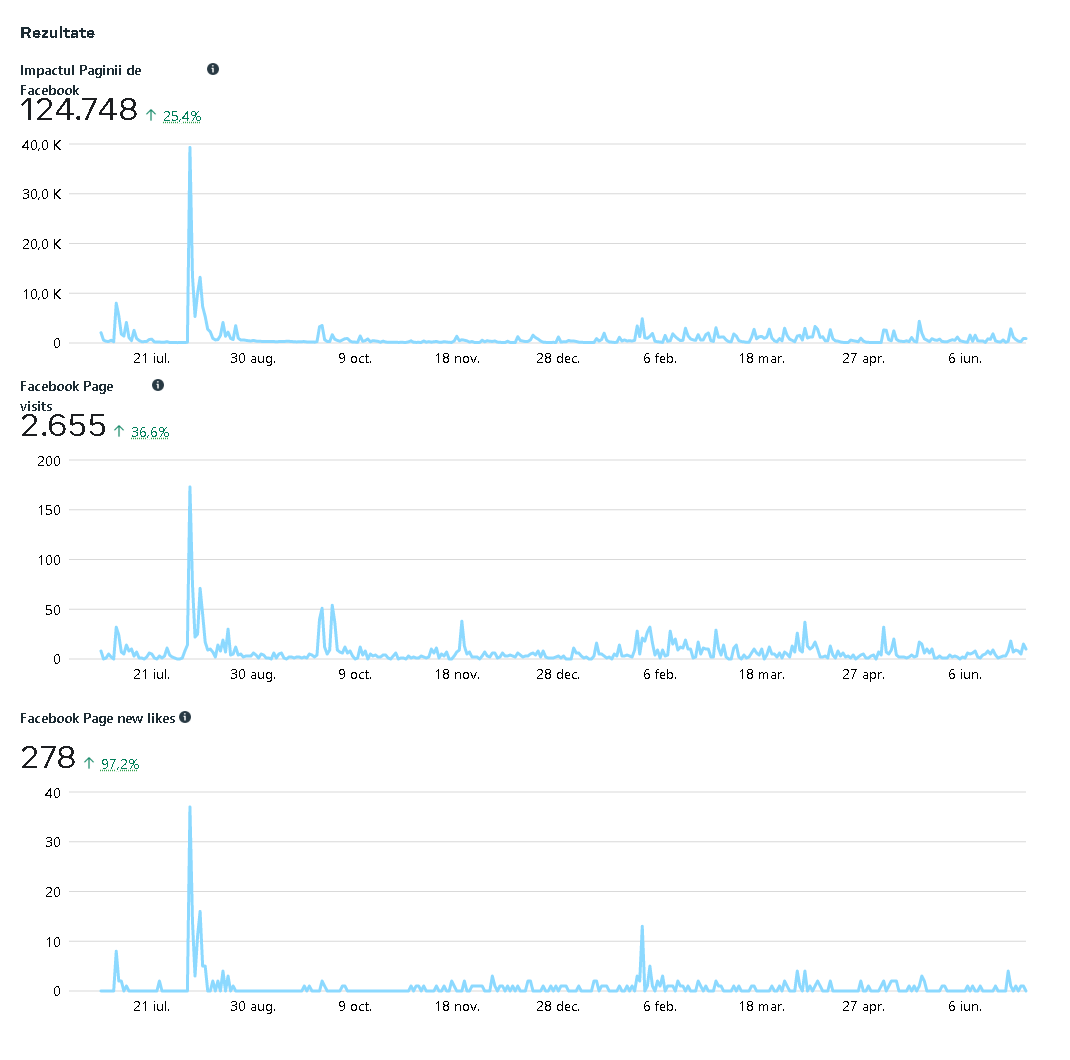 Rezultate
Impactul Paginii de
Facebook
124.748 ↑ 25,4%
40,0 K
30,0 K
20,0 K
10,0 K
0
21 iul. 30 aug. 9 oct. 18 nov. 28 dec. 6 feb. 18 mar. 27 apr. 6 iun.
Facebook Page
visits
2.655 ↑ 36,6%
200
150
100
50
0
21 iul. 30 aug. 9 oct. 18 nov. 28 dec. 6 feb. 18 mar. 27 apr. 6 iun.
Facebook Page new likes
278 ↑ 97,2%
40
30
20
10
0
21 iul. 30 aug. 9 oct. 18 nov. 28 dec. 6 feb. 18 mar. 27 apr. 6 iun.